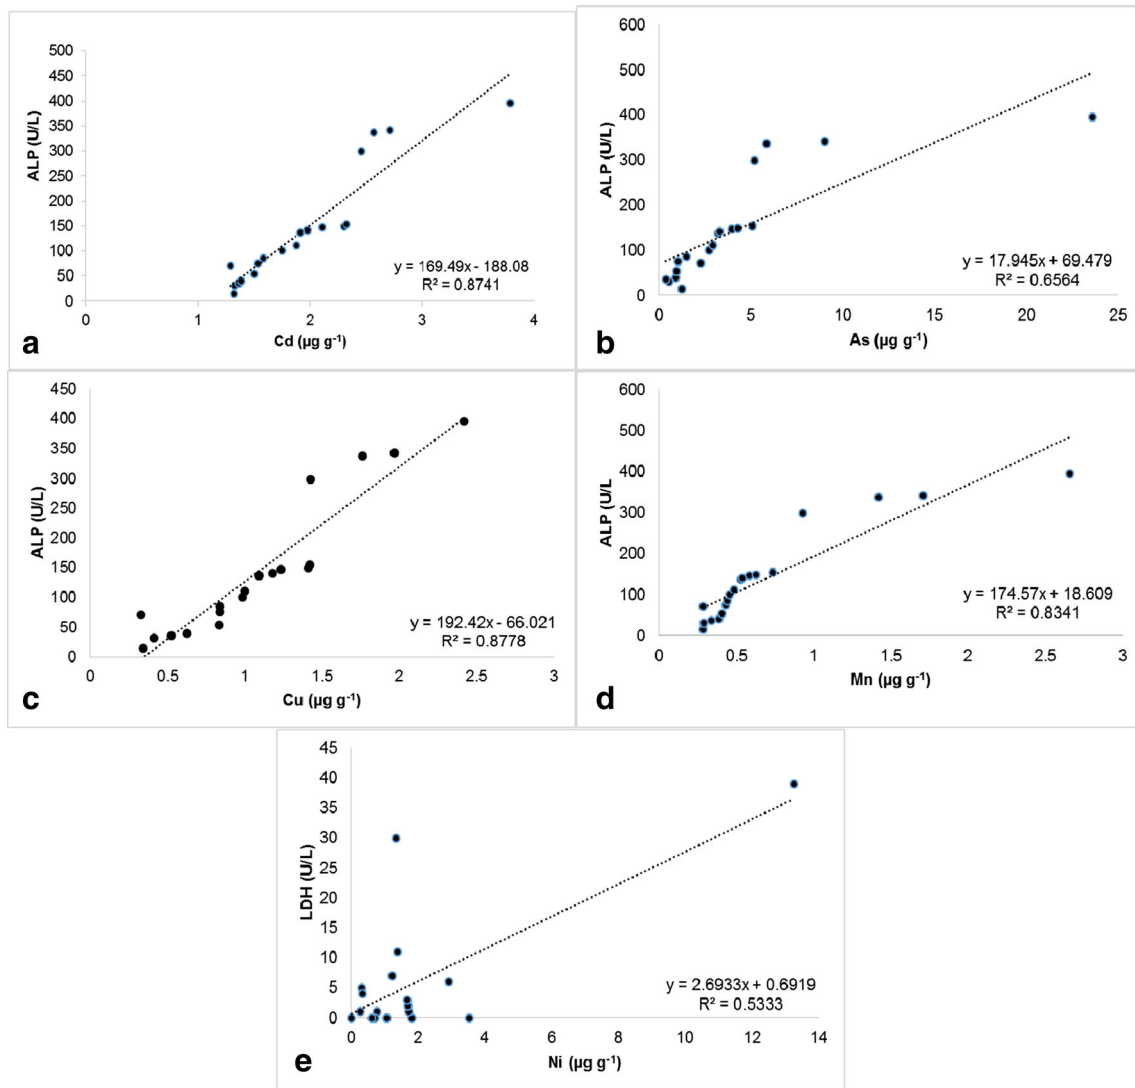 500
450
400
350
300
250
200
150
100
50
0
ALP (U/L)
y = 169.49x - 188.08
R² = 0.8741
0 1 2 3 4
Cd (µg g⁻¹)
a
600
500
400
300
200
100
0
ALP (U/L)
y = 17.945x + 69.479
R² = 0.6564
0 5 10 15 20 25
As (µg g⁻¹)
b
450
400
350
300
250
200
150
100
50
0
ALP (U/L)
y = 192.42x - 66.021
R² = 0.8778
0 0.5 1 1.5 2 2.5 3
Cu (µg g⁻¹)
c
600
500
400
300
200
100
0
ALP (U/L
y = 174.57x + 18.609
R² = 0.8341
0 0.5 1 1.5 2 2.5 3
Mn (µg g⁻¹)
d
45
40
35
30
25
20
15
10
5
0
LDH (U/L)
y = 2.6933x + 0.6919
R² = 0.5333
0 2 4 6 8 10 12 14
Ni (µg g⁻¹)
e